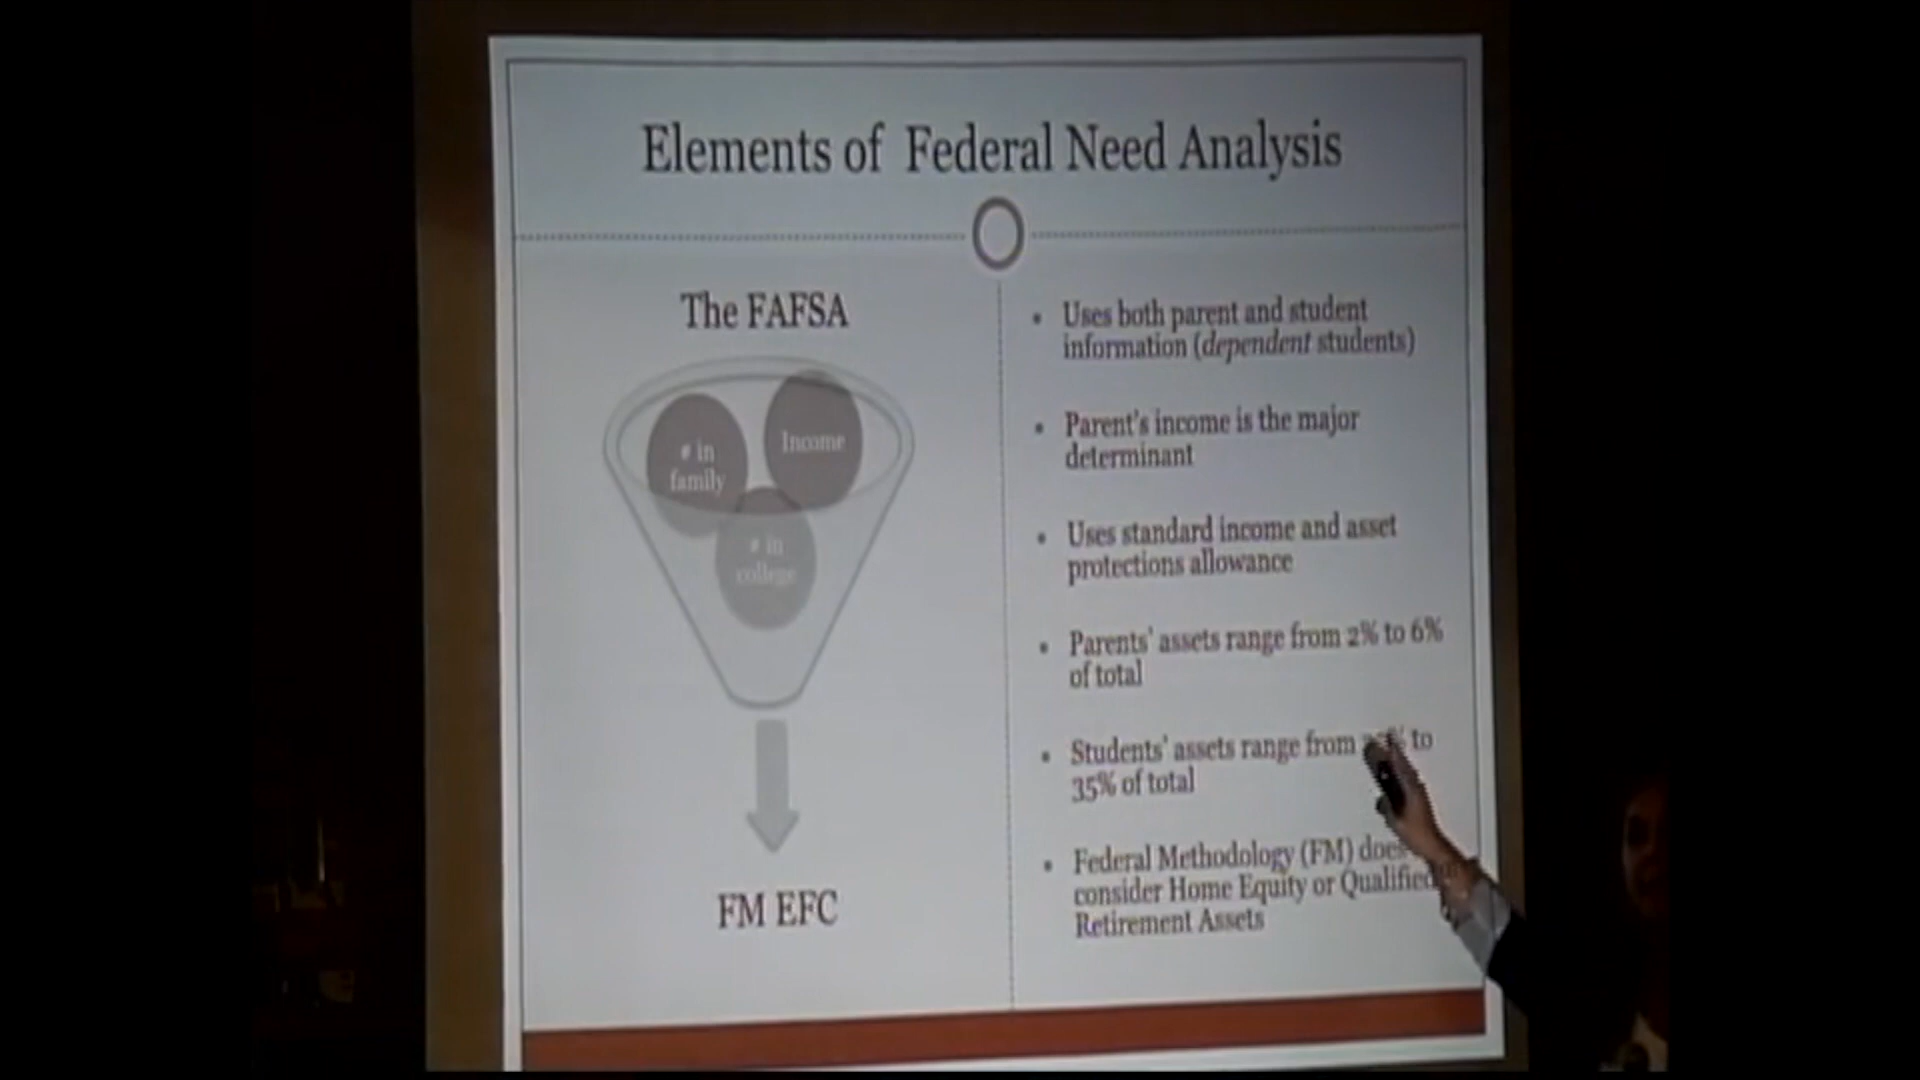 Elements of Federal Need Analysis
The FAFSA
# in
family
Income
# in
college
FM EFC
• Uses both parent and student
information (dependent students)
• Parent's income is the major
determinant
• Uses standard income and asset
protections allowance
• Parents' assets range from 2% to 6%
of total
• Students' assets range from to
35% of total
• Federal Methodology (FM)
consider Home Equity or Qualified
Retirement Assets